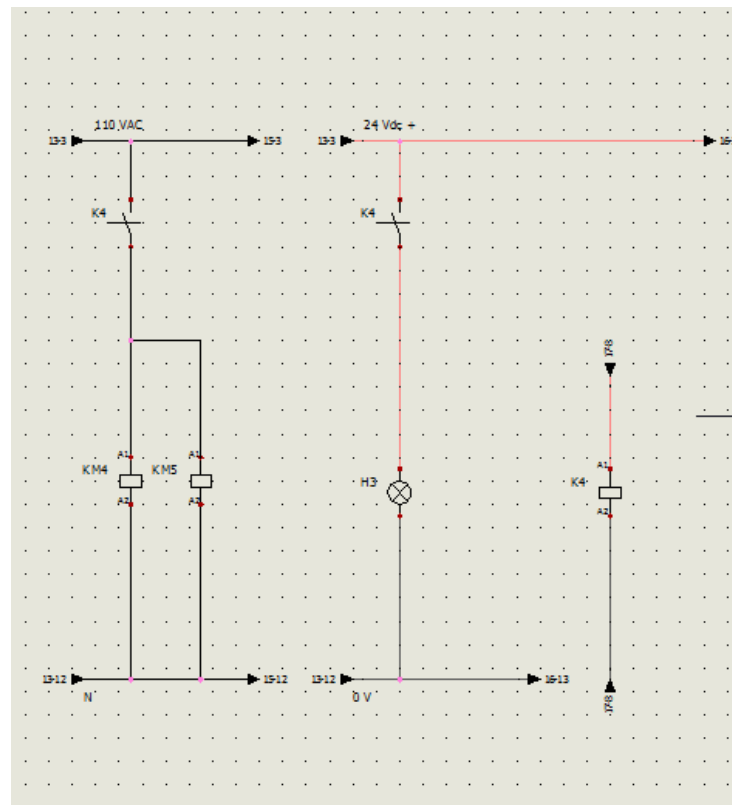 110 VAC
24 Vdc +
13-3
15-3
13-3
K4
K4
17-8
A1
A1
KM4
KM5
A2
A2
H3
A1
K4
A2
13-12
15-12
13-12
16-13
N
0 V
17-8